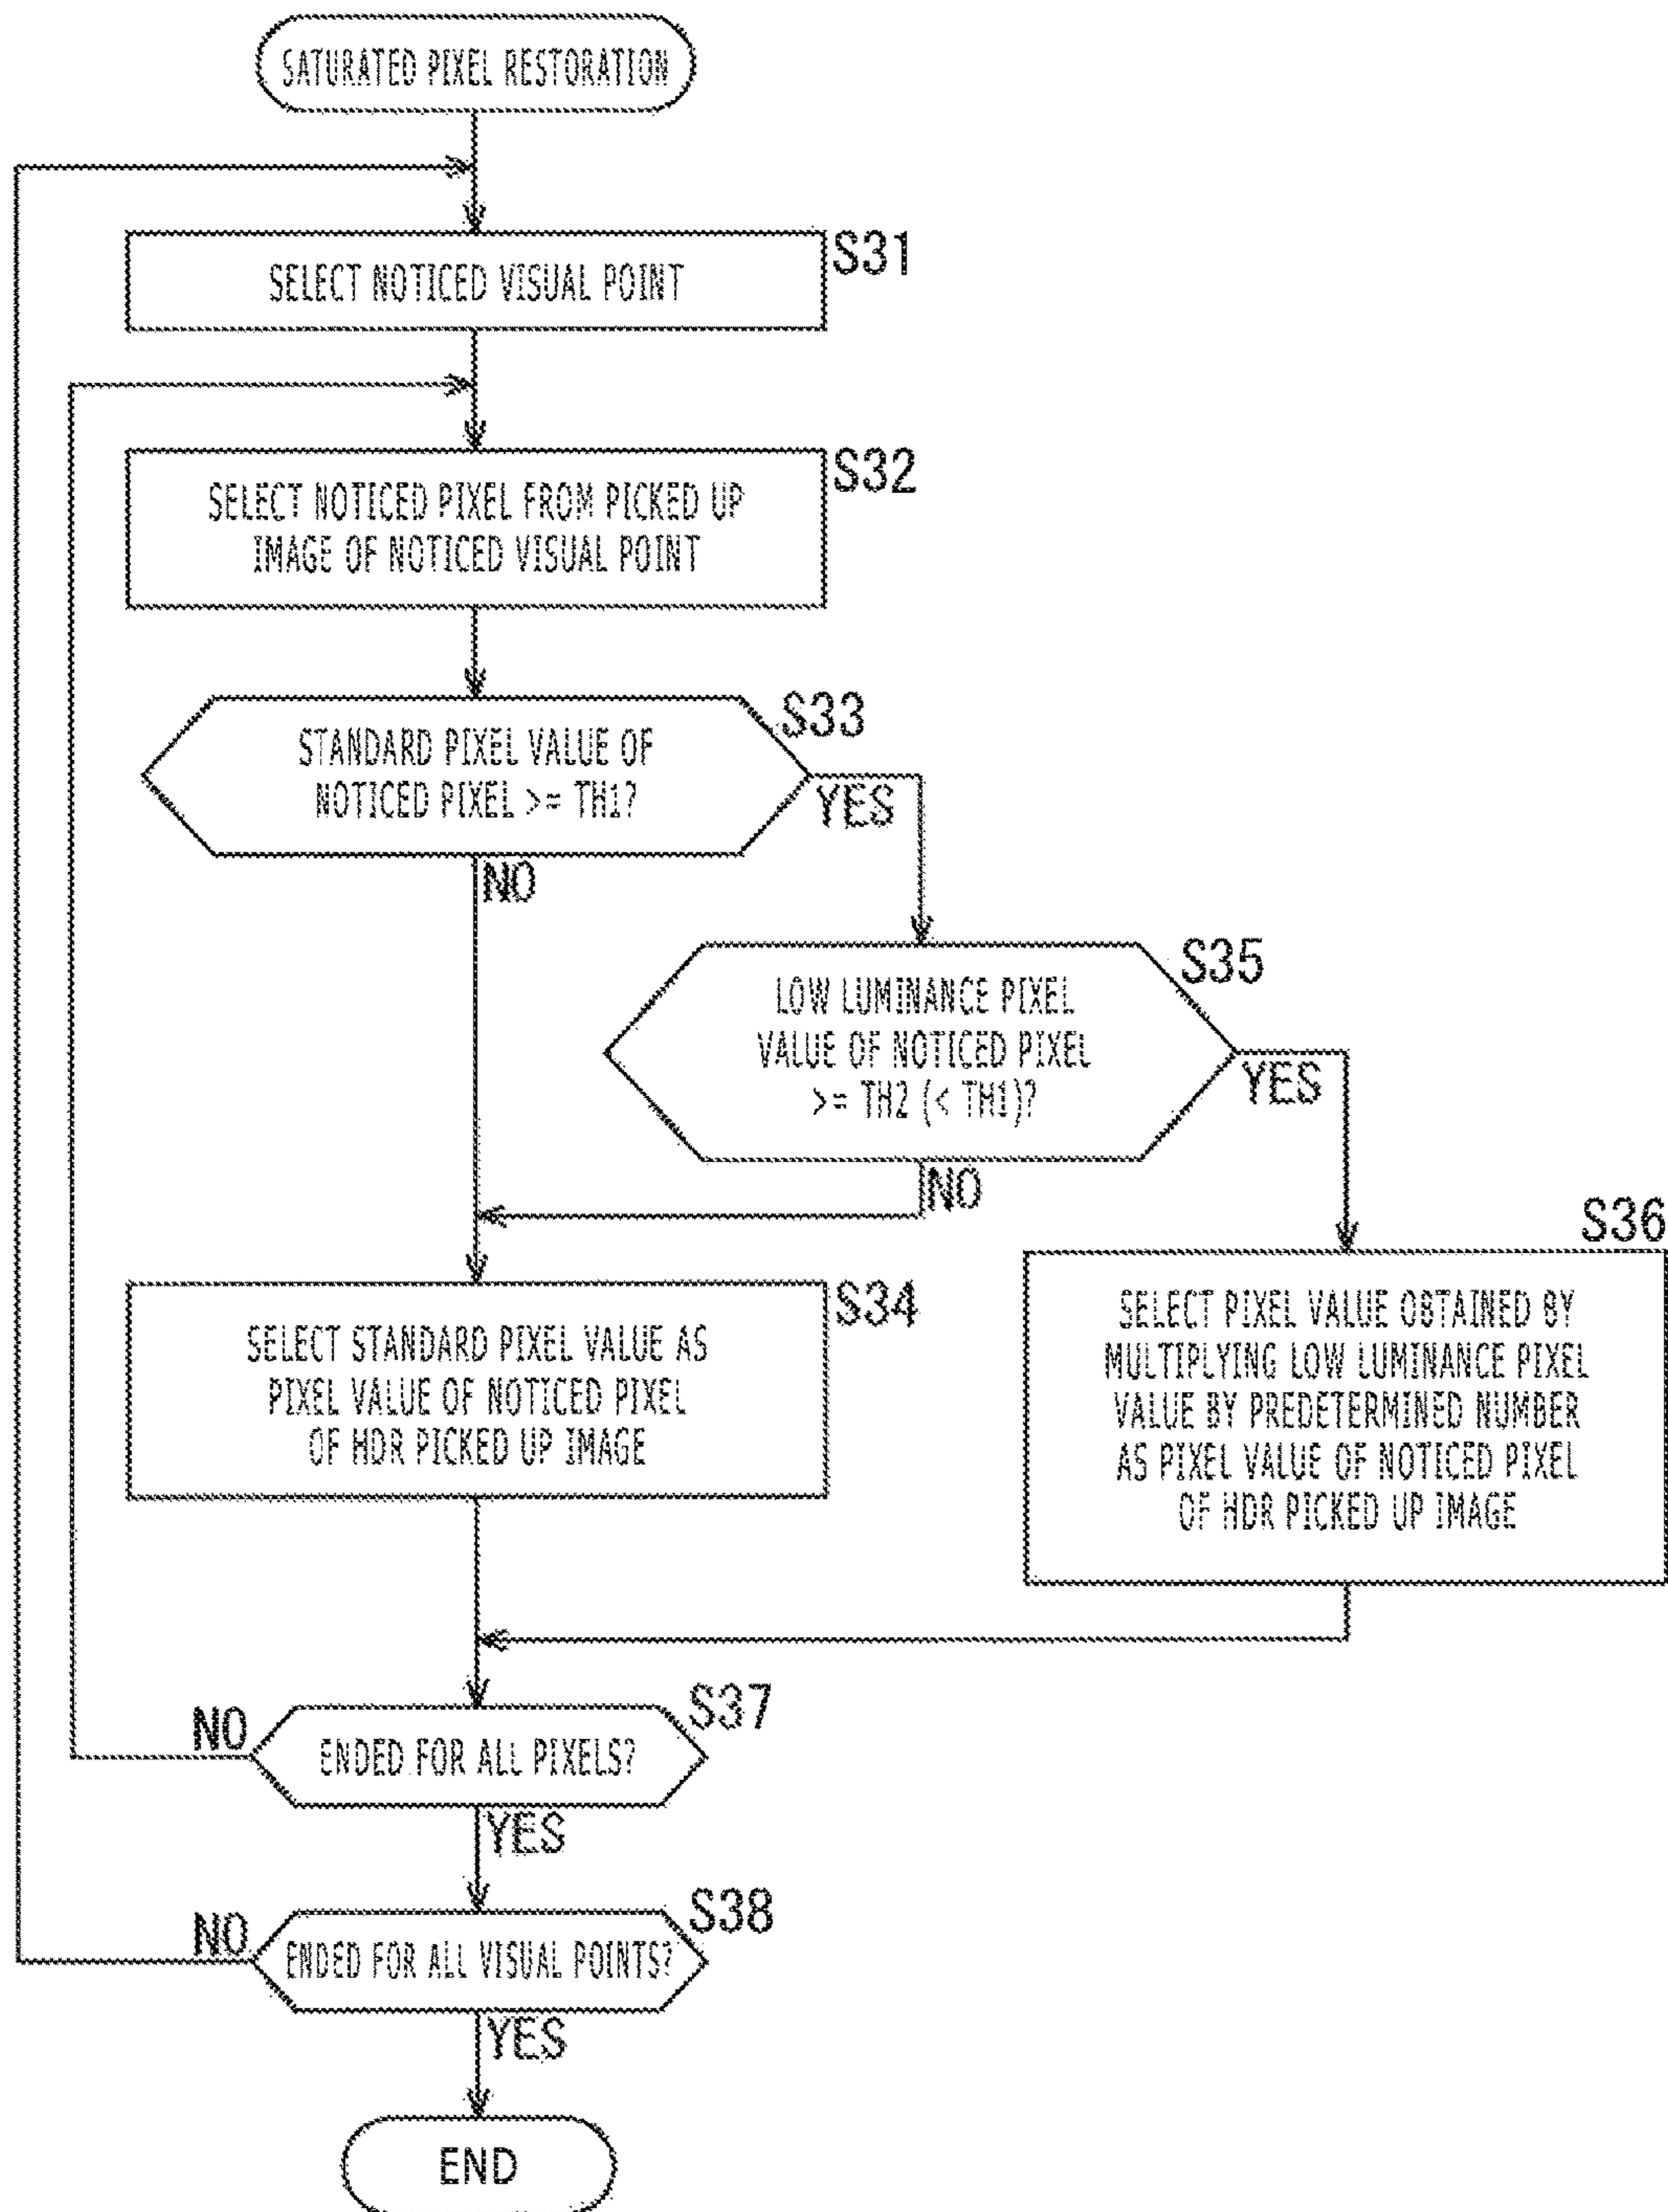 SATURATED PIXEL RESTORATION
S31
SELECT NOTICED VISUAL POINT
S32
SELECT NOTICED PIXEL FROM PICKED UP
IMAGE OF NOTICED VISUAL POINT
S33
STANDARD PIXEL VALUE OF
NOTICED PIXEL >= TH1?
YES
NO
S35
LOW LUMINANCE PIXEL
VALUE OF NOTICED PIXEL
>= TH2 (< TH1)?
YES
NO
S36
SELECT PIXEL VALUE OBTAINED BY
MULTIPLYING LOW LUMINANCE PIXEL
VALUE BY PREDETERMINED NUMBER
AS PIXEL VALUE OF NOTICED PIXEL
OF HDR PICKED UP IMAGE
S34
SELECT STANDARD PIXEL VALUE AS
PIXEL VALUE OF NOTICED PIXEL
OF HDR PICKED UP IMAGE
S37
NO
ENDED FOR ALL PIXELS?
YES
S38
NO
ENDED FOR ALL VISUAL POINTS?
YES
END